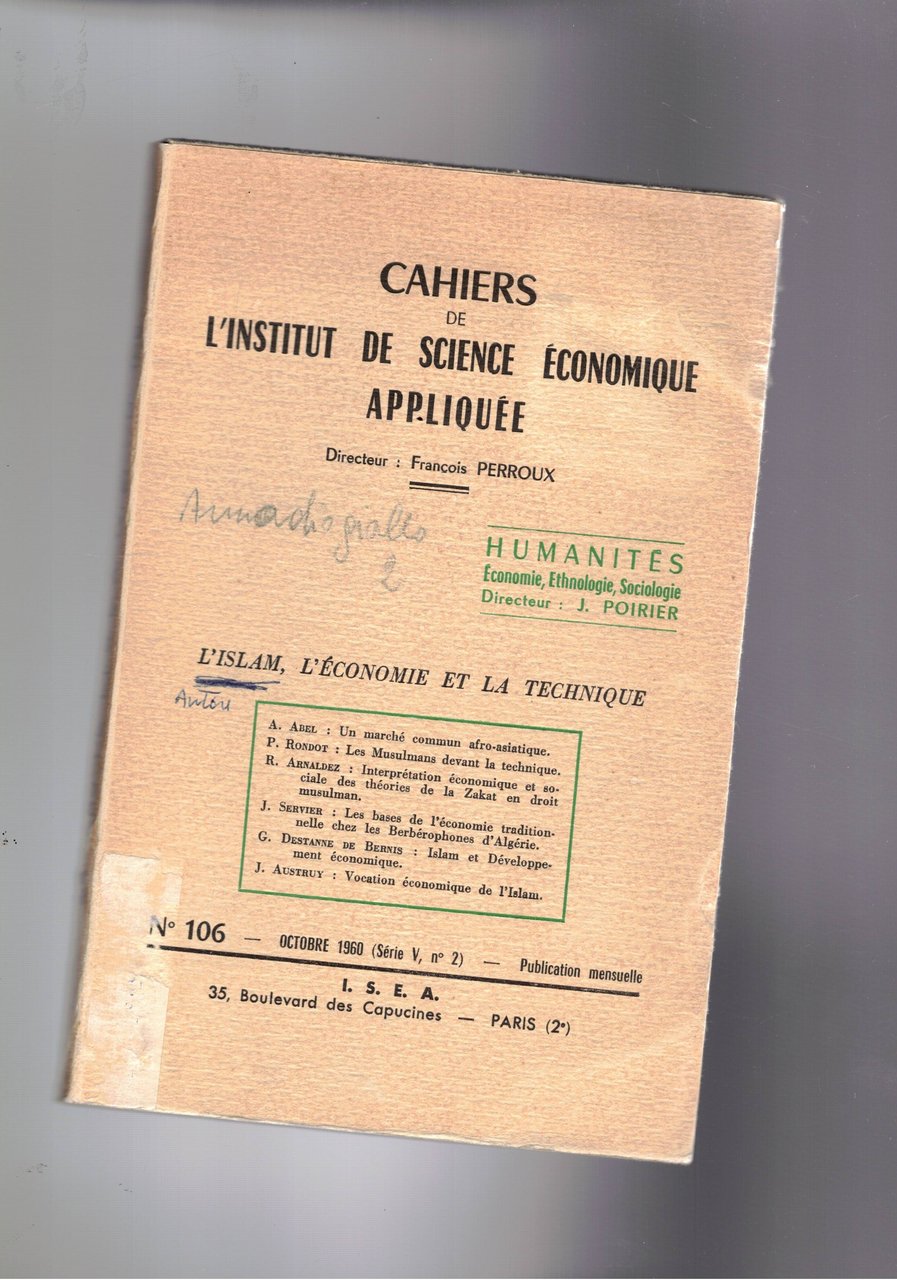 CAHIERS
DE
L'INSTITUT DE SCIENCE ÉCONOMIQUE
APPLIQUÉE
Directeur : François PERROUX
HUMANITÉS
Économie, Ethnologie, Sociologie
Directeur : J. POIRIER
2
L'ISLAM, L'ÉCONOMIE ET LA TECHNIQUE
Autori
A. ABEL : Un marché commun afro-asiatique.
P. RONDOT : Les Musulmans devant la technique.
R. ARNALDEZ : Interprétation économique et so-
ciale des théories de la Zakat en droit
musulman.
J. SERVIER : Les bases de l'économie tradition-
nelle chez les Berbérophones d'Algérie.
G. DESTANNE DE BERNIS : Islam et Développe-
ment économique.
J. AUSTRUY : Vocation économique de l'Islam.
N° 106 — OCTOBRE 1960 (Série V, n° 2) — Publication mensuelle
I. S. E. A.
35, Boulevard des Capucines — PARIS (2e)